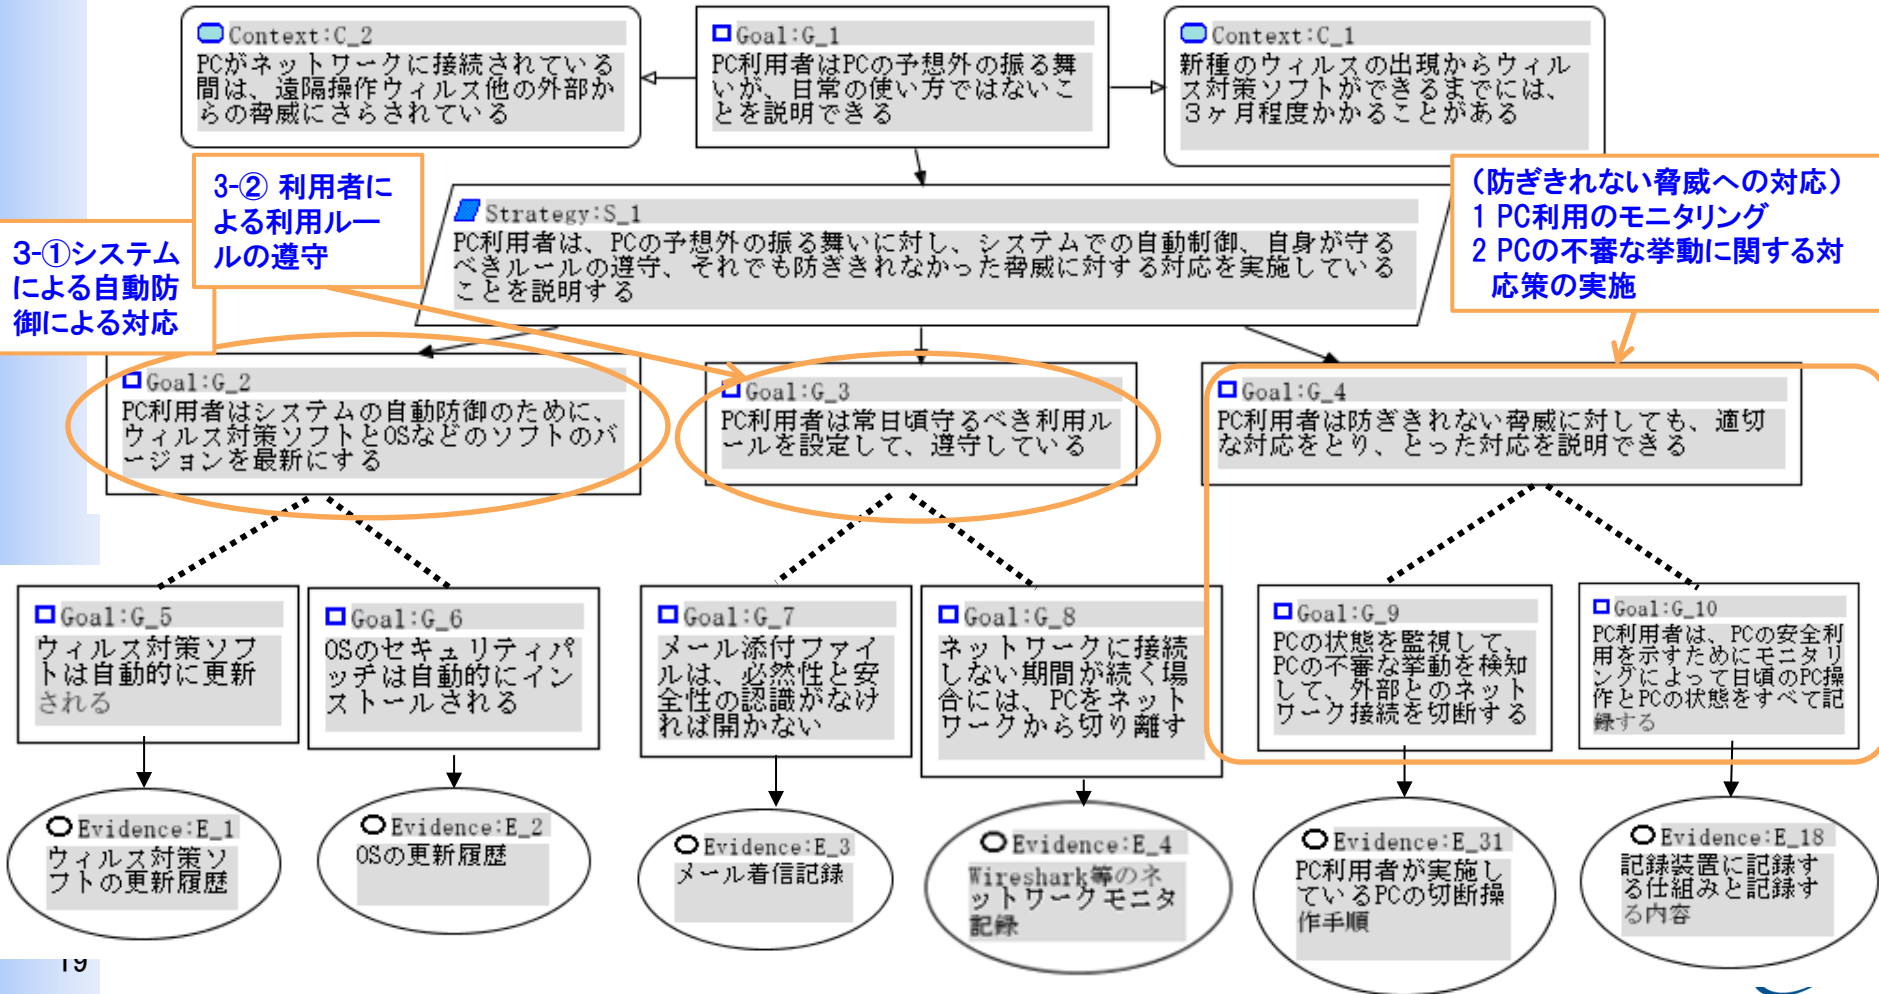 Context:C_2
PCがネットワークに接続されている
間は、遠隔操作ウィルス他の外部か
らの脅威にさらされている
Goal:G_1
PC利用者はPCの予想外の振る舞
いが、日常の使い方ではないこ
とを説明できる
Context:C_1
新種のウィルスの出現からウィル
ス対策ソフトができるまでには、
3ヶ月程度かかることがある
3-①システム
による自動防
御による対応
3-② 利用者に
よる利用ルー
ルの遵守
Strategy:S_1
PC利用者は、PCの予想外の振る舞いに対し、システムでの自動制御、自身が守る
べきルールの遵守、それでも防ぎきれなかった脅威に対する対応を実施している
ことを説明する
（防ぎきれない脅威への対応）
1 PC利用のモニタリング
2 PCの不審な挙動に関する対
応策の実施
Goal:G_2
PC利用者はシステムの自動防御のために、
ウィルス対策ソフトとOSなどのソフトのバ
ージョンを最新にする
Goal:G_3
PC利用者は常日頃守るべき利用ル
ールを設定して、遵守している
Goal:G_4
PC利用者は防ぎきれない脅威に対しても、適切
な対応をとり、とった対応を説明できる
Goal:G_5
ウィルス対策ソフ
トは自動的に更新
される
Goal:G_6
OSのセキュリティパ
ッチは自動的にイン
ストールされる
Goal:G_7
メール添付ファイ
ルは、必然性と安
全性の認識がなけ
れば開かない
Goal:G_8
ネットワークに接続
しない期間が続く場
合には、PCをネット
ワークから切り離す
Goal:G_9
PCの状態を監視して、
PCの不審な挙動を検知
して、外部とのネット
ワーク接続を切断する
Goal:G_10
PC利用者は、PCの安全利
用を示すためにモニタリ
ングによって日頃のPC操
作とPCの状態をすべて記
録する
Evidence:E_1
ウィルス対策ソ
フトの更新履歴
Evidence:E_2
OSの更新履歴
Evidence:E_3
メール着信記録
Evidence:E_4
Wireshark等のネ
ットワークモニタ
記録
Evidence:E_31
PC利用者が実施し
ているPCの切断操
作手順
Evidence:E_18
記録装置に記録す
る仕組みと記録す
る内容
19